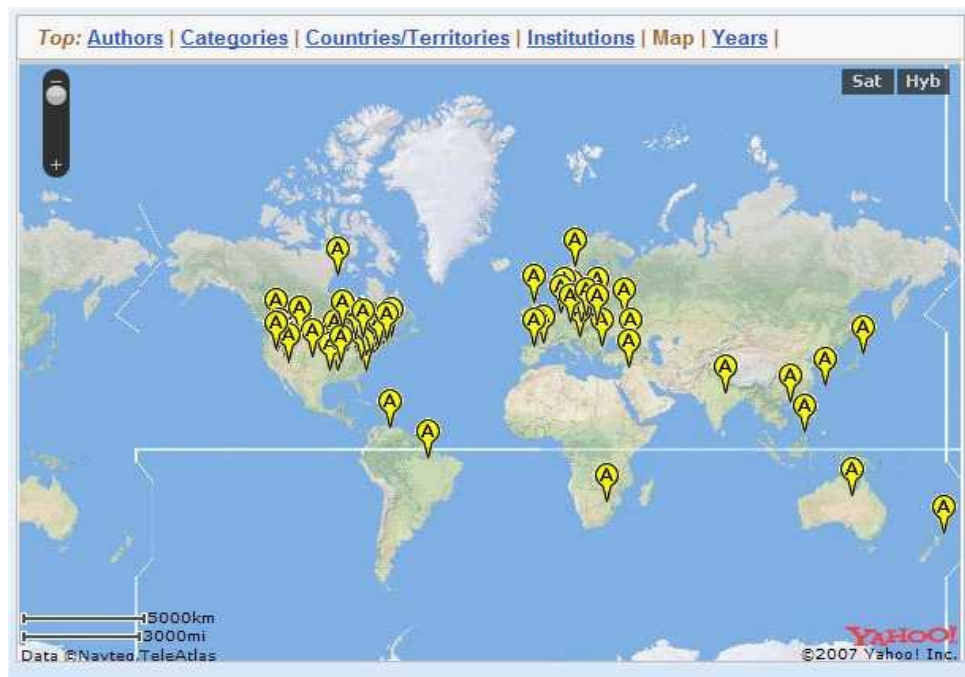 Top: Authors | Categories | Countries/Territories | Institutions | Map | Years |
Sat Hyb
5000km
3000mi
Data ©Navteq,TeleAtlas
YAHOO!
©2007 Yahoo! Inc.